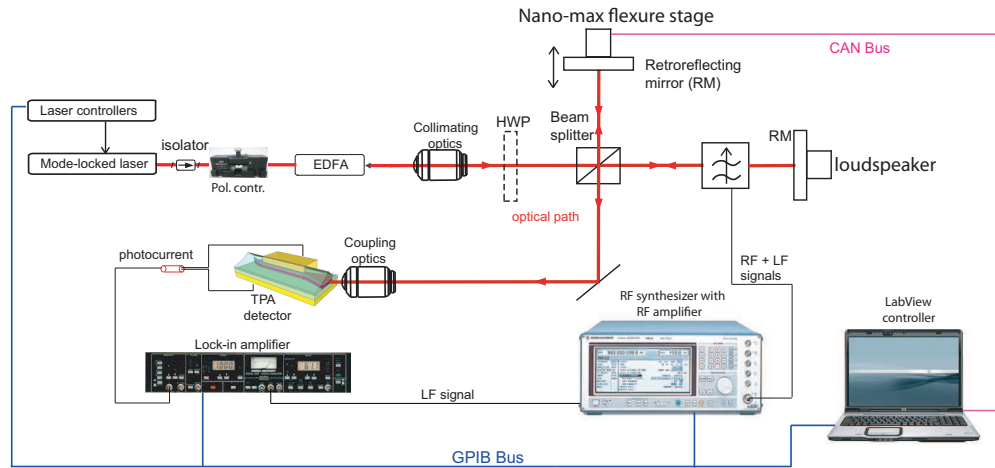 Nano-max flexure stage
CAN Bus
Retroreflecting
mirror (RM)
Laser controllers
isolator
Mode-locked laser
Pol. contr.
EDFA
Collimating
optics
HWP
Beam
splitter
RM
loudspeaker
optical path
photocurrent
TPA
detector
Coupling
optics
RF + LF
signals
RF synthesizer with
RF amplifier
LabView
controller
Lock-in amplifier
LF signal
GPIB Bus